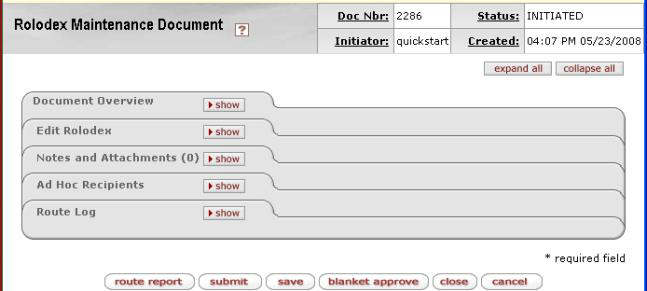 Rolodex Maintenance Document ?
Doc Nbr: 2286 Status: INITIATED
Initiator: quickstart Created: 04:07 PM 05/23/2008
expand all collapse all
Document Overview show
Edit Rolodex show
Notes and Attachments (0) show
Ad Hoc Recipients show
Route Log show
* required field
route report submit save blanket approve close cancel